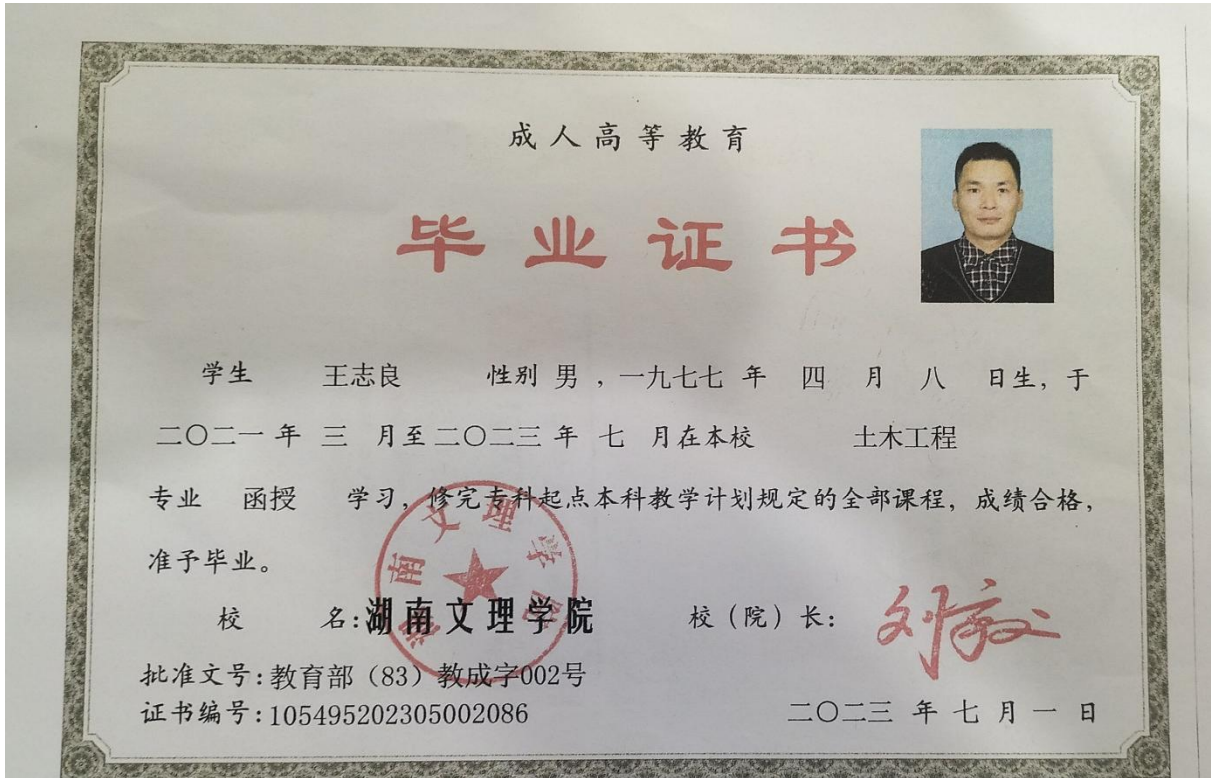 成人高等教育
毕业证书
学生 王志良 性别 男 ,一九七七 年 四 月 八 日生,于
二〇二一 年 三 月至 二〇二三 年 七 月在本校 土木工程
专业 函授 学习,修完专科起点本科教学计划规定的全部课程,成绩合格,
准予毕业。
湖南文理学院
校 名:湖南文理学院 校(院)长:
批准文号:教育部(83)教成字002号
证书编号:105495202305002086 二〇二三 年 七 月 一 日